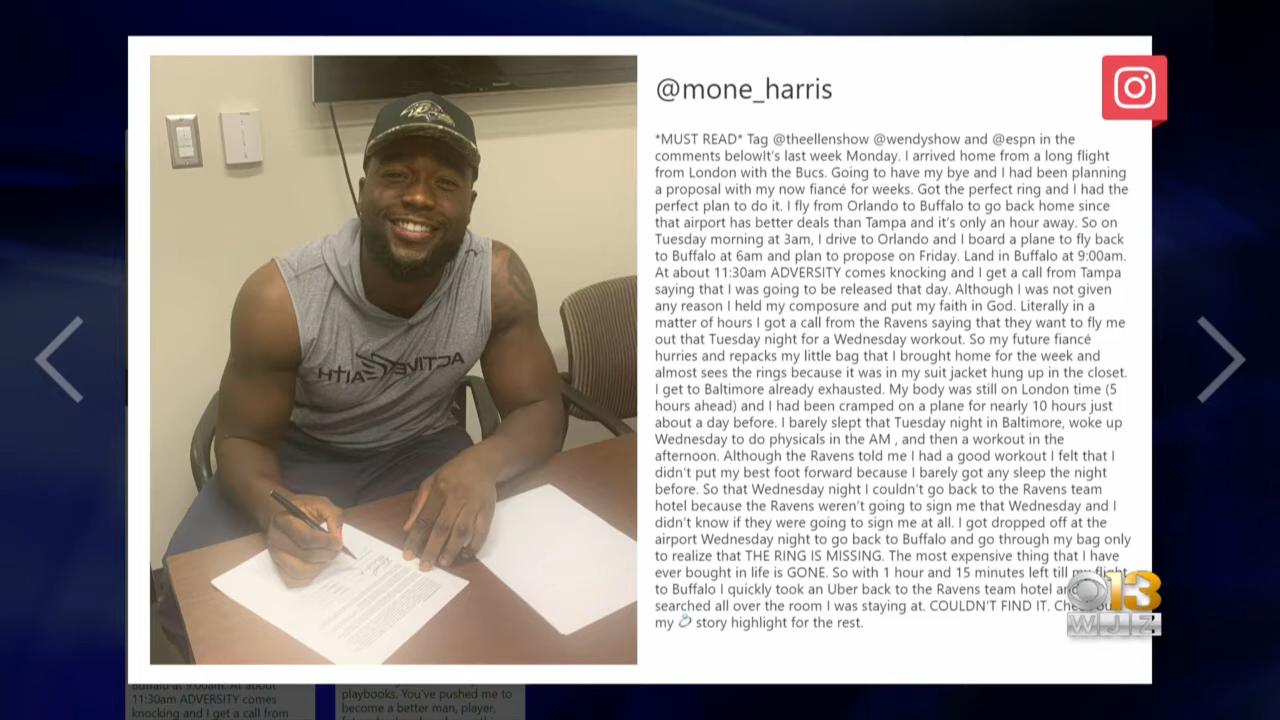 @mone_harris
*MUST READ* Tag @theellenshow @wendyshow and @espn in the
comments belowIt's last week Monday. I arrived home from a long flight
from London with the Bucs. Going to have my bye and I had been planning
a proposal with my now fiancé for weeks. Got the perfect ring and I had the
perfect plan to do it. I fly from Orlando to Buffalo to go back home since
that airport has better deals than Tampa and it's only an hour away. So on
Tuesday morning at 3am, I drive to Orlando and I board a plane to fly back
to Buffalo at 6am and plan to propose on Friday. Land in Buffalo at 9:00am.
At about 11:30am ADVERSITY comes knocking and I get a call from Tampa
saying that I was going to be released that day. Although I was not given
any reason I held my composure and put my faith in God. Literally in a
matter of hours I got a call from the Ravens saying that they want to fly me
out that Tuesday night for a Wednesday workout. So my future fiancé
hurries and repacks my little bag that I brought home for the week and
almost sees the rings because it was in my suit jacket hung up in the closet.
I get to Baltimore already exhausted. My body was still on London time (5
hours ahead) and I had been cramped on a plane for nearly 10 hours just
about a day before. I barely slept that Tuesday night in Baltimore, woke up
Wednesday to do physicals in the AM , and then a workout in the
afternoon. Although the Ravens told me I had a good workout I felt that I
didn't put my best foot forward because I barely got any sleep the night
before. So that Wednesday night I couldn't go back to the Ravens team
hotel because the Ravens weren't going to sign me that Wednesday and I
didn't know if they were going to sign me at all. I got dropped off at the
airport Wednesday night to go back to Buffalo and go through my bag only
to realize that THE RING IS MISSING. The most expensive thing that I have
ever bought in life is GONE. So with 1 hour and 15 minutes left till my flight
to Buffalo I quickly took an Uber back to the Ravens team hotel and
searched all over the room I was staying at. COULDN'T FIND IT. Check out
my 💍 story highlight for the rest.
ACTIVE FAITH
13
WJZ
Buffalo at 9:00am. At about
11:30am ADVERSITY comes
knocking and I get a call from
playbooks. You've pushed me to
become a better man, player,